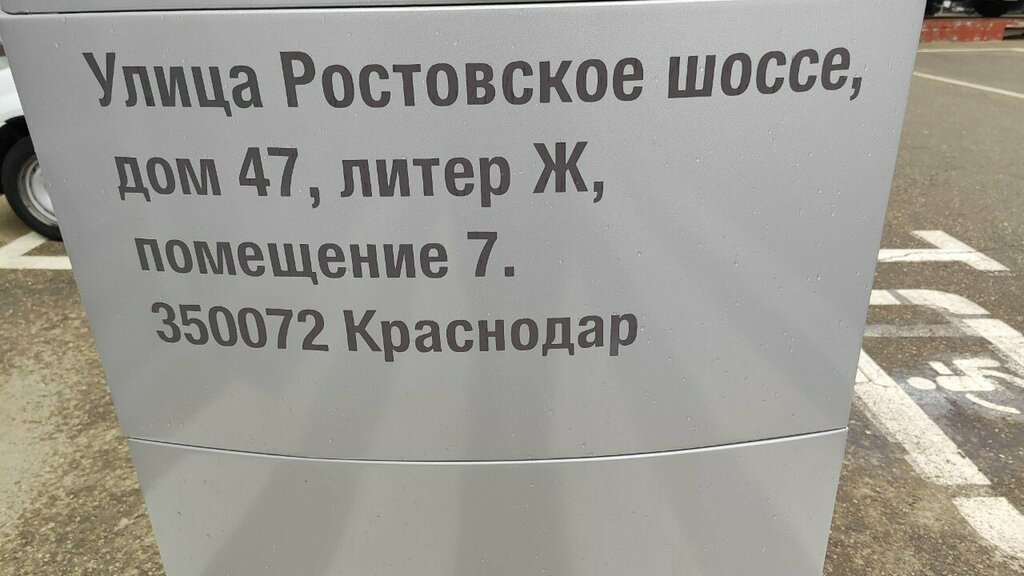 Улица Ростовское шоссе,
дом 47, литер Ж,
помещение 7.
350072 Краснодар